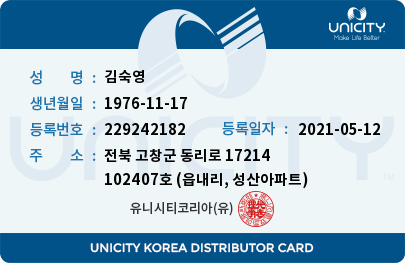 UNICITY
Make Life Better
성 명 : 김숙영
생년월일 : 1976-11-17
등록번호 : 229242182 등록일자 : 2021-05-12
주 소 : 전북 고창군 동리로 17214
102407호 (읍내리, 성산아파트)
유니시티코리아(유)
UNICITY
UNICITY KOREA DISTRIBUTOR CARD